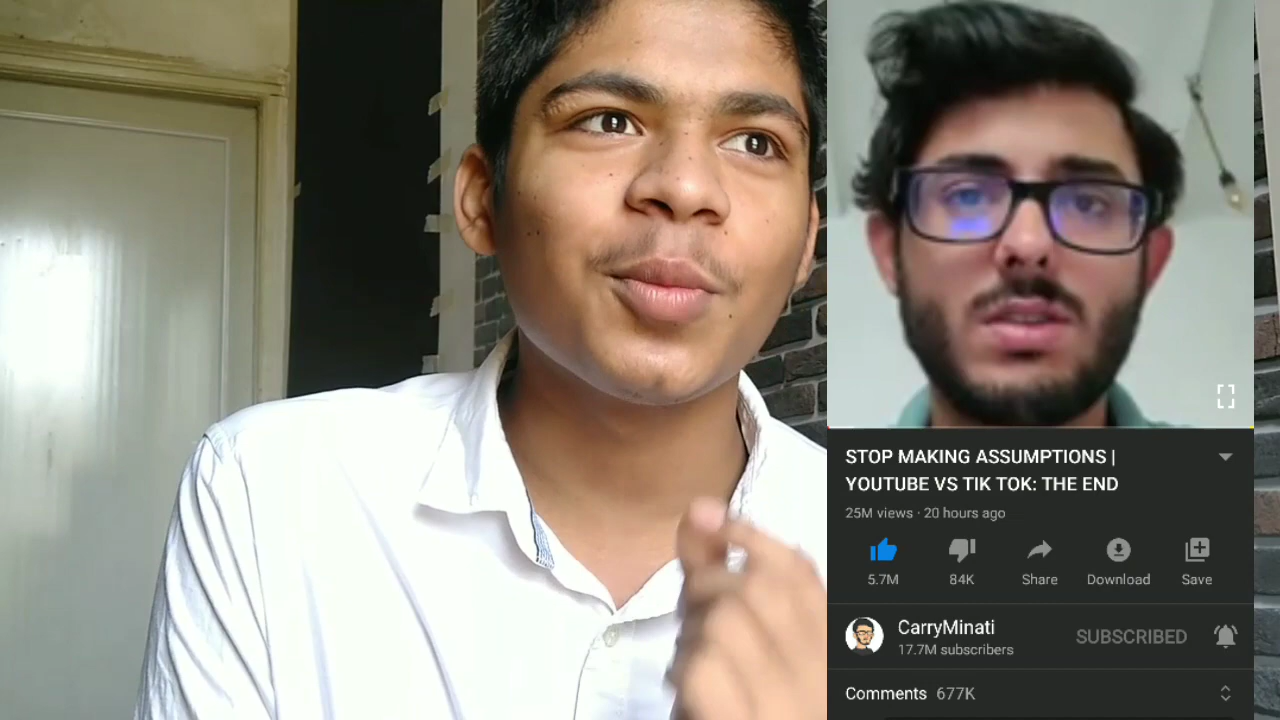 STOP MAKING ASSUMPTIONS |
YOUTUBE VS TIK TOK: THE END
25M views · 20 hours ago
5.7M 84K Share Download Save
CarryMinati SUBSCRIBED
17.7M subscribers
Comments 677K